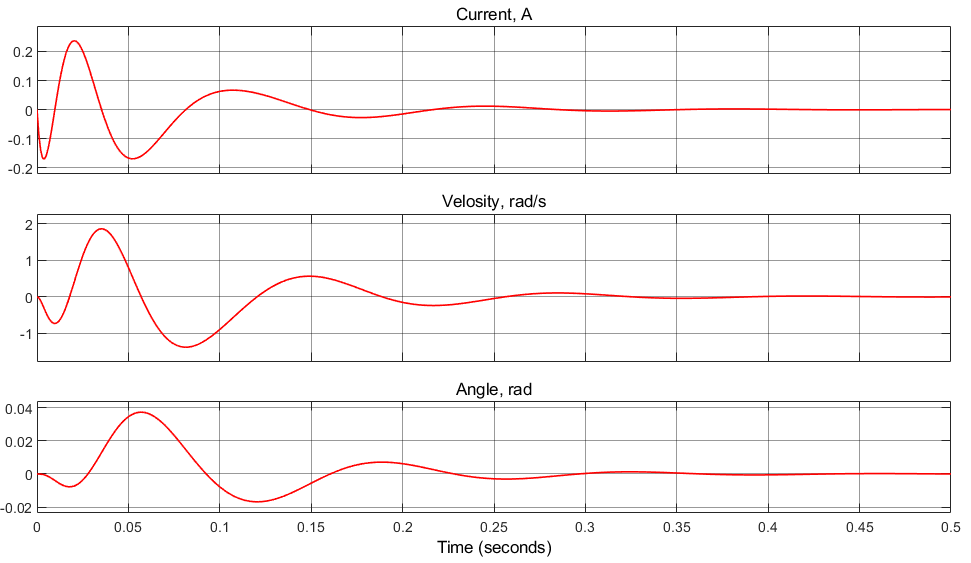 Current, A
0.2
0.1
0
-0.1
-0.2
Velosity, rad/s
2
1
0
-1
Angle, rad
0.04
0.02
0
-0.02
0 0.05 0.1 0.15 0.2 0.25 0.3 0.35 0.4 0.45 0.5
Time (seconds)